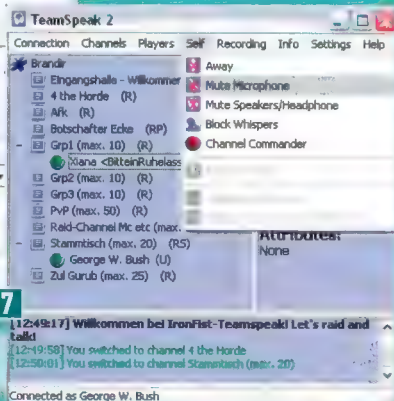 TeamSpeak 2
Connection Channels Players Self Recording Info Settings Help
Brandir
Eingangshalle - Willkommen
4 the Horde (R)
Afk (R)
Botschafter Ecke (RP)
Grp1 (max. 10) (R)
Xiana <BitteinRuhelass
Grp2 (max. 10) (R)
Grp3 (max. 10) (R)
PvP (max. 50) (R)
Raid-Channel Mc etc (max.
Stammtisch (max. 20) (RS)
George W. Bush (U)
Zul Gurub (max. 25) (R)
Away
Mute Microphone
Mute Speakers/Headphone
Block Whispers
Channel Commander
Attributes:
None
7
[12:49:17] Willkommen bei IronFist-Teamspeak! Let's raid and
talk!
[12:49:58] You switched to channel 4 the Horde
[12:50:01] You switched to channel Stammtisch (max. 20)
Connected as George W. Bush